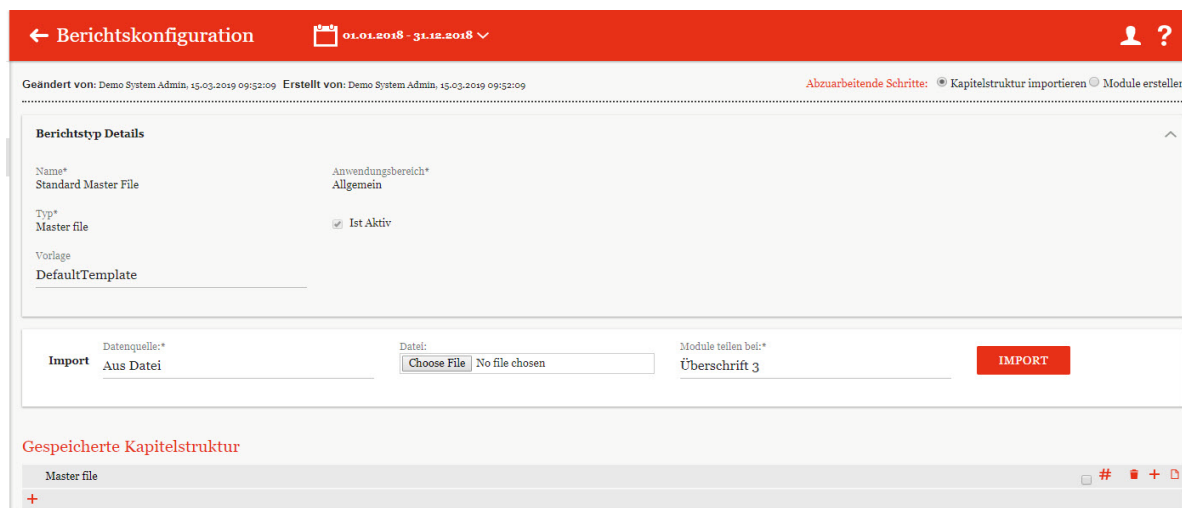 Berichtskonfiguration 01.01.2018 - 31.12.2018 ?
Geändert von: Demo System Admin, 15.03.2019 09:52:09 Erstellt von: Demo System Admin, 15.03.2019 09:52:09 Abzuarbeitende Schritte: Kapitelstruktur importieren Module erstellen
Berichtstyp Details
Name* Anwendungsbereich*
Standard Master File Allgemein
Typ* Ist Aktiv
Master file
Vorlage
DefaultTemplate
Datenquelle:* Datei: Module teilen bei:*
Import Aus Datei Choose File No file chosen Überschrift 3 IMPORT
Gespeicherte Kapitelstruktur
Master file # +
+